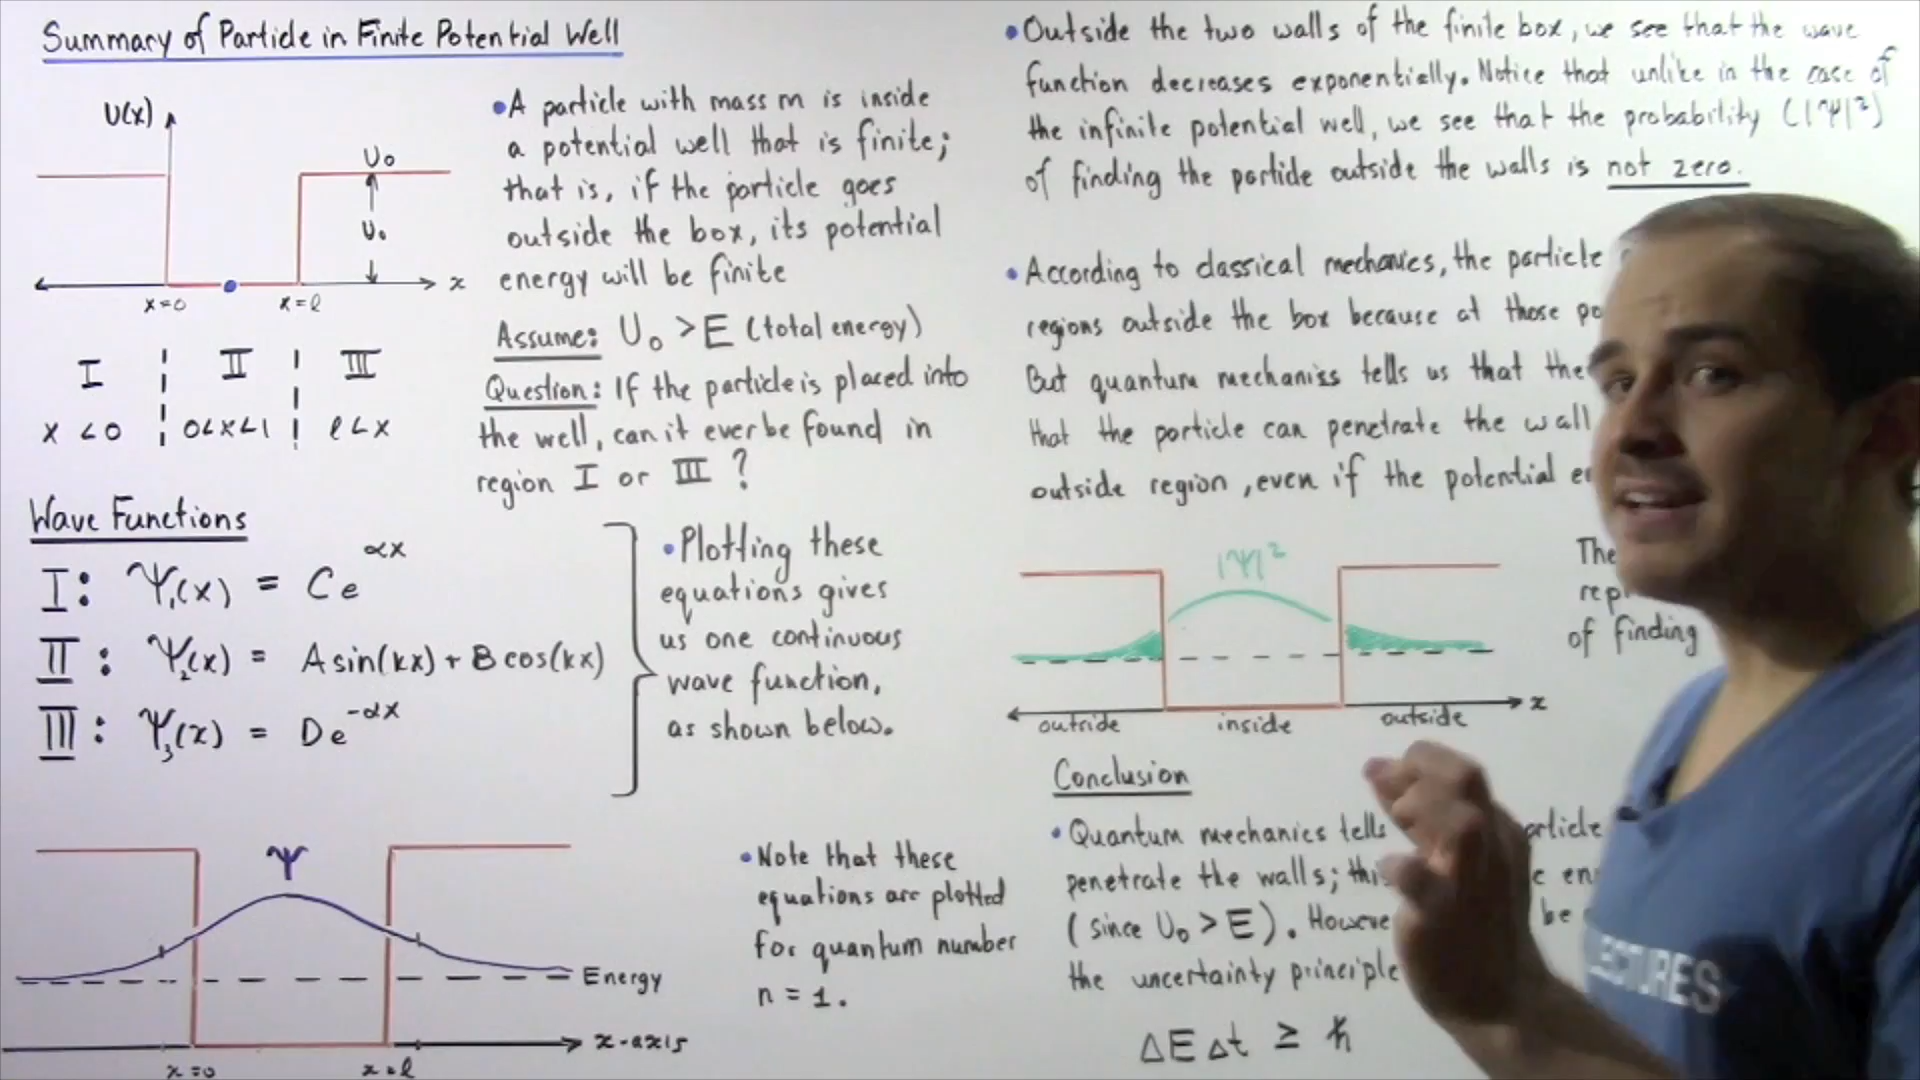 Summary of Particle in Finite Potential Well
U(x)
U₀
U₀
x
x=0
x=l
I
II
III
x<0
0<x<l
l<x
•A particle with mass m is inside
a potential well that is finite;
that is, if the particle goes
outside the box, its potential
energy will be finite
Assume: U₀ > E (total energy)
Question: If the particle is placed into
the well, can it ever be found in
region I or III ?
Wave Functions
I: Ψ₁(x) = Ce^αx
II: Ψ₂(x) = Asin(kx) + Bcos(kx)
III: Ψ₃(x) = De^-αx
•Plotting these
equations gives
us one continuous
wave function,
as shown below.
Ψ
Energy
x-axis
x=0
x=l
•Note that these
equations are plotted
for quantum number
n = 1.
•Outside the two walls of the finite box, we see that the wave
function decreases exponentially. Notice that unlike in the case of
the infinite potential well, we see that the probability (|Ψ|²)
of finding the particle outside the walls is not zero.
•According to classical mechanics, the particle
regions outside the box because at those
But quantum mechanics tells us that
that the particle can penetrate the wall
outside region, even if the potential
|Ψ|²
The
of finding
outside
inside
outside
x
Conclusion
•Quantum mechanics tells
penetrate the walls;
(since U₀ > E).
be
the uncertainty principle
ΔEΔt ≥ ℏ
LECTURES